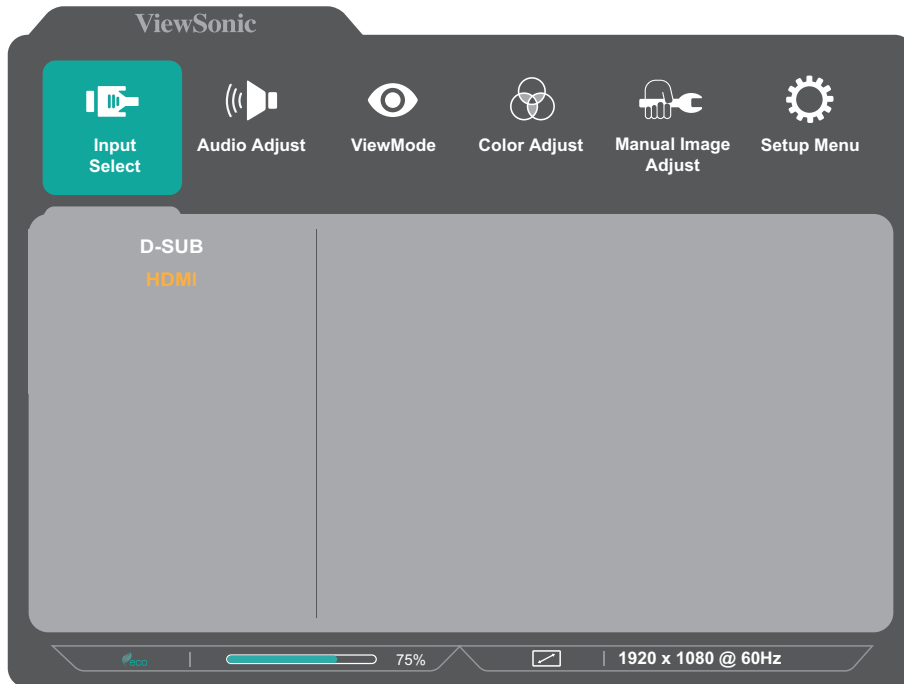 ViewSonic
Input
Select
Audio Adjust
ViewMode
Color Adjust
Manual Image
Adjust
Setup Menu
D-SUB
HDMI
eco
75%
1920 x 1080 @ 60Hz